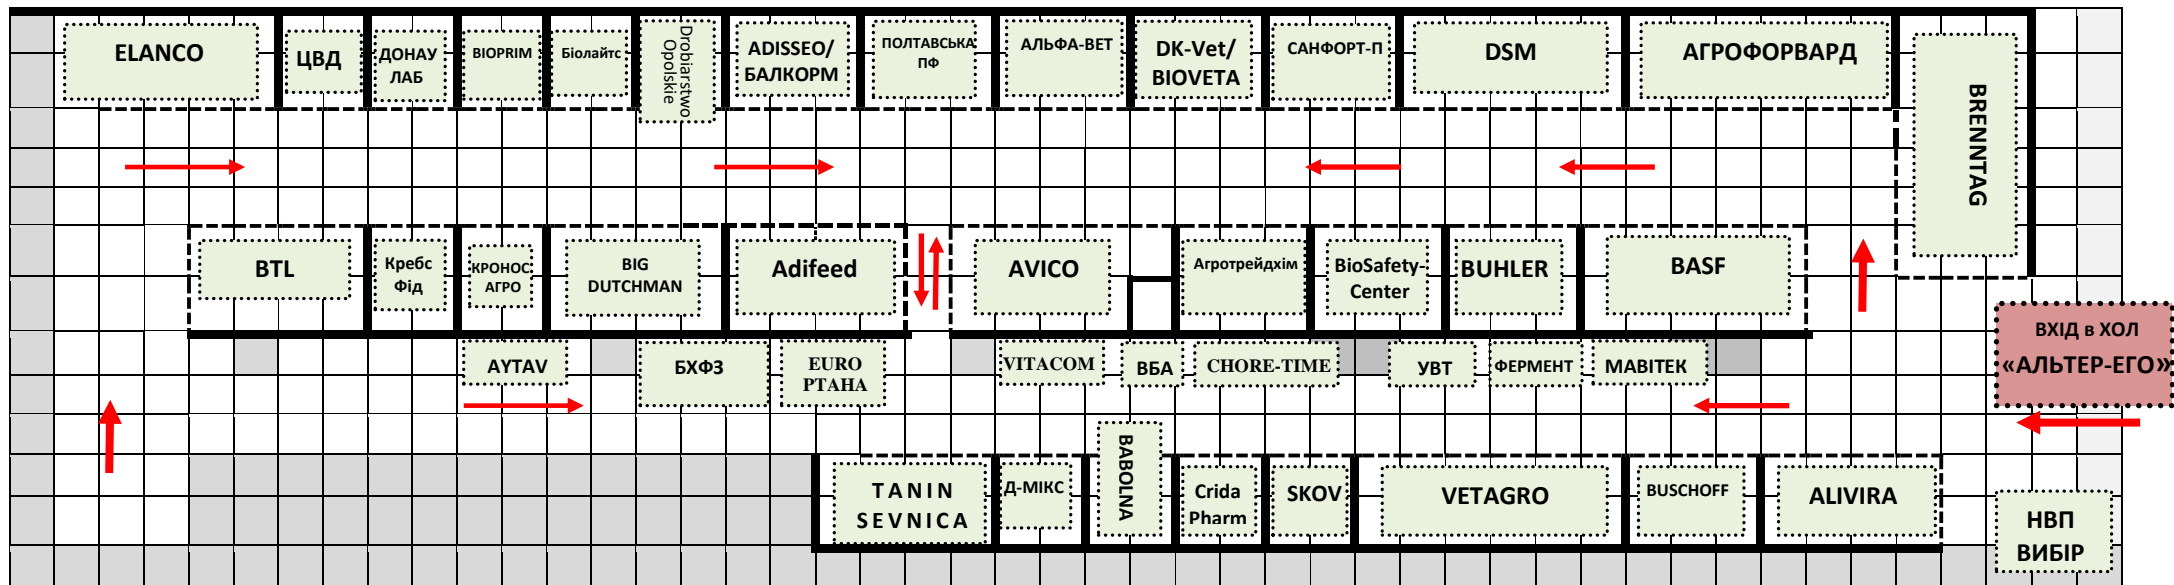 ELANCO
ЦВД
ДОНАУ
ЛАБ
BIOPRIM
Біолайтс
Drobiarstwo
Opolskie
ADISSEO/
БАЛКОРМ
ПОЛТАВСЬКА
ПФ
АЛЬФА-ВЕТ
DK-Vet/
BIOVETA
САНФОРТ-П
DSM
АГРОФОРВАРД
BRENNTAG
BTL
Кребс
Фід
КРОНОС
АГРО
BIG
DUTCHMAN
Adifeed
AVICO
Агротрейдхім
BioSafety-
Center
BUHLER
BASF
ВХІД в ХОЛ
«АЛЬТЕР-ЕГО»
AYTAV
БХФЗ
EURO
PTAHA
VITACOM
ВБА
CHORE-TIME
УВТ
ФЕРМЕНТ
МАВІТЕК
TANIN
SEVNICA
Д-МІКС
BABOLNA
Crida
Pharm
SKOV
VETAGRO
BUSCHOFF
ALIVIRA
НВП
ВИБІР